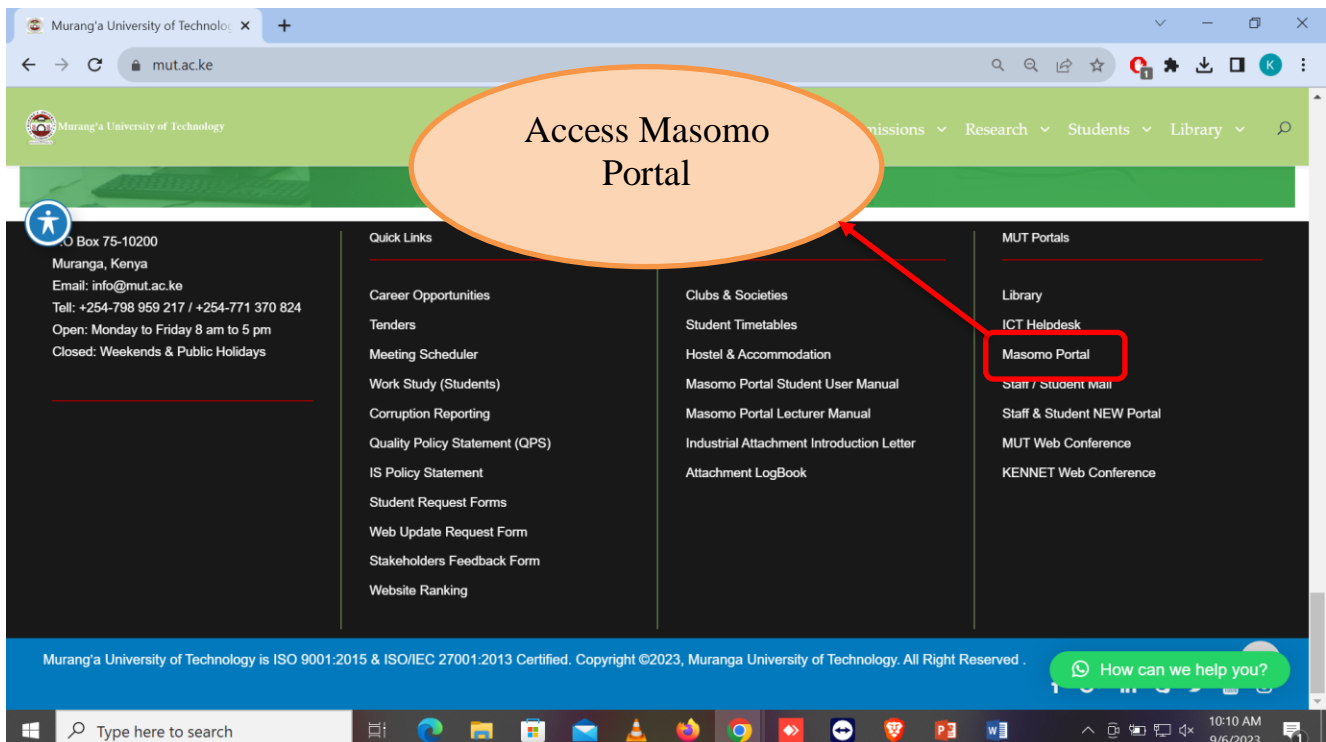 Murang'a University of Technolog
mut.ac.ke
K
1
Murang'a University of Technology
Access Masomo
Portal
missions
Research
Students
Library
P.O Box 75-10200
Muranga, Kenya
Email: info@mut.ac.ke
Tell: +254-798 959 217 / +254-771 370 824
Open: Monday to Friday 8 am to 5 pm
Closed: Weekends & Public Holidays
Quick Links
Career Opportunities
Tenders
Meeting Scheduler
Work Study (Students)
Corruption Reporting
Quality Policy Statement (QPS)
IS Policy Statement
Student Request Forms
Web Update Request Form
Stakeholders Feedback Form
Website Ranking
Clubs & Societies
Student Timetables
Hostel & Accommodation
Masomo Portal Student User Manual
Masomo Portal Lecturer Manual
Industrial Attachment Introduction Letter
Attachment LogBook
MUT Portals
Library
ICT Helpdesk
Masomo Portal
Staff / Student Mail
Staff & Student NEW Portal
MUT Web Conference
KENNET Web Conference
Murang'a University of Technology is ISO 9001:2015 & ISO/IEC 27001:2013 Certified. Copyright ©2023, Muranga University of Technology. All Right Reserved .
How can we help you?
Type here to search
10:10 AM
9/6/2023
1